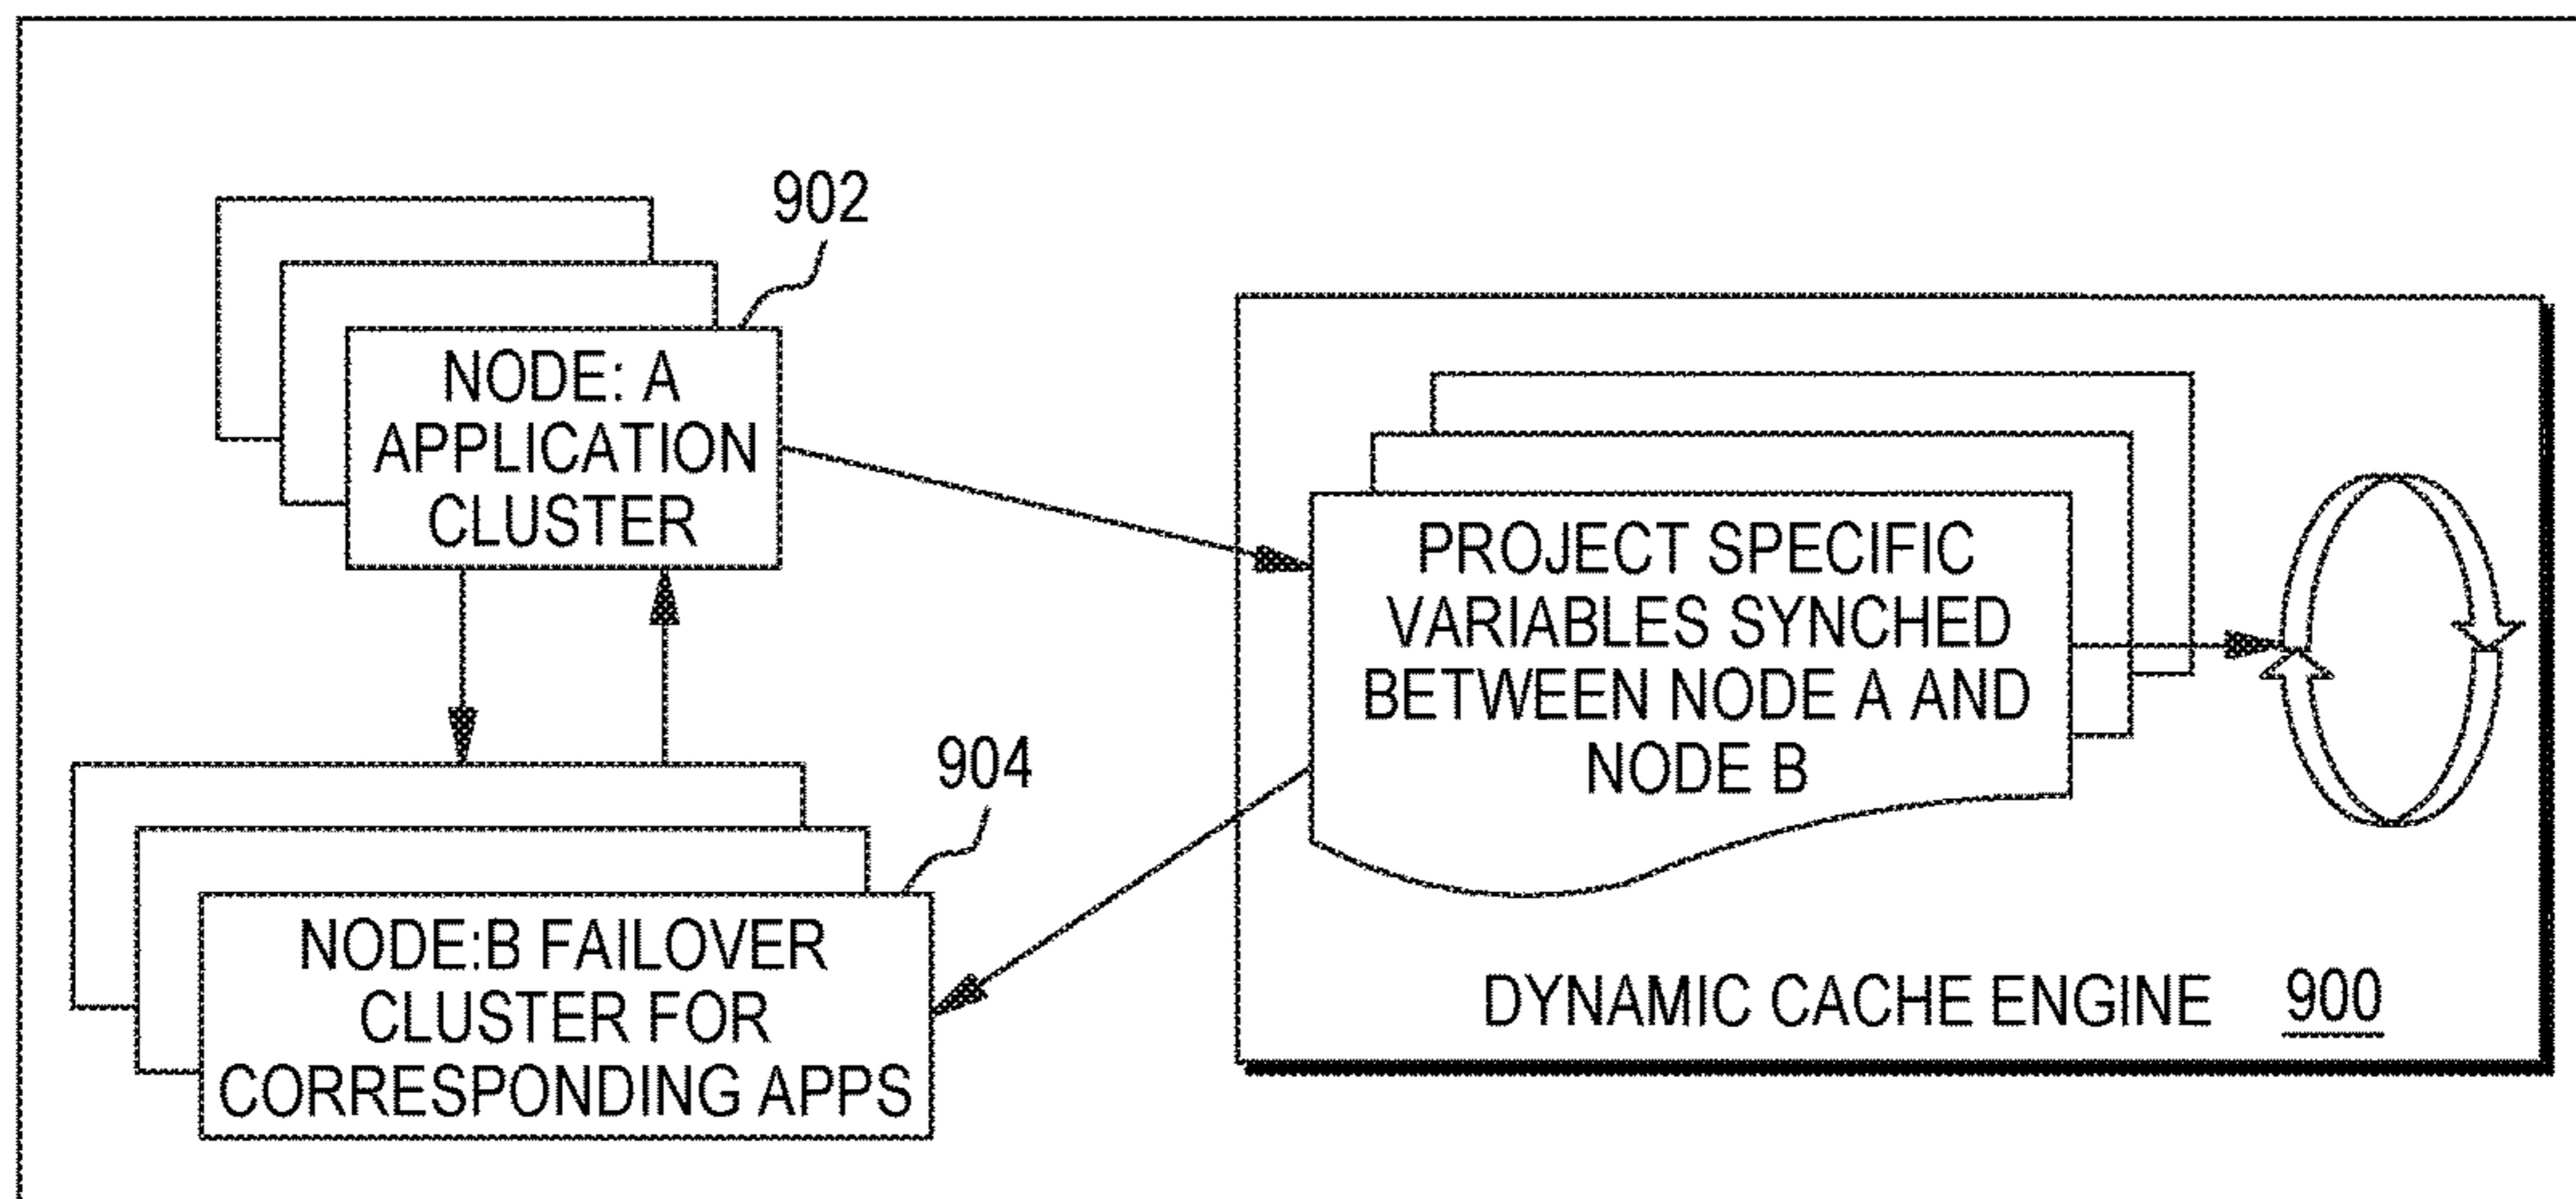 902
NODE: A
APPLICATION
CLUSTER
PROJECT SPECIFIC
VARIABLES SYNCHED
BETWEEN NODE A AND
NODE B
904
NODE:B FAILOVER
CLUSTER FOR
CORRESPONDING APPS
DYNAMIC CACHE ENGINE 900